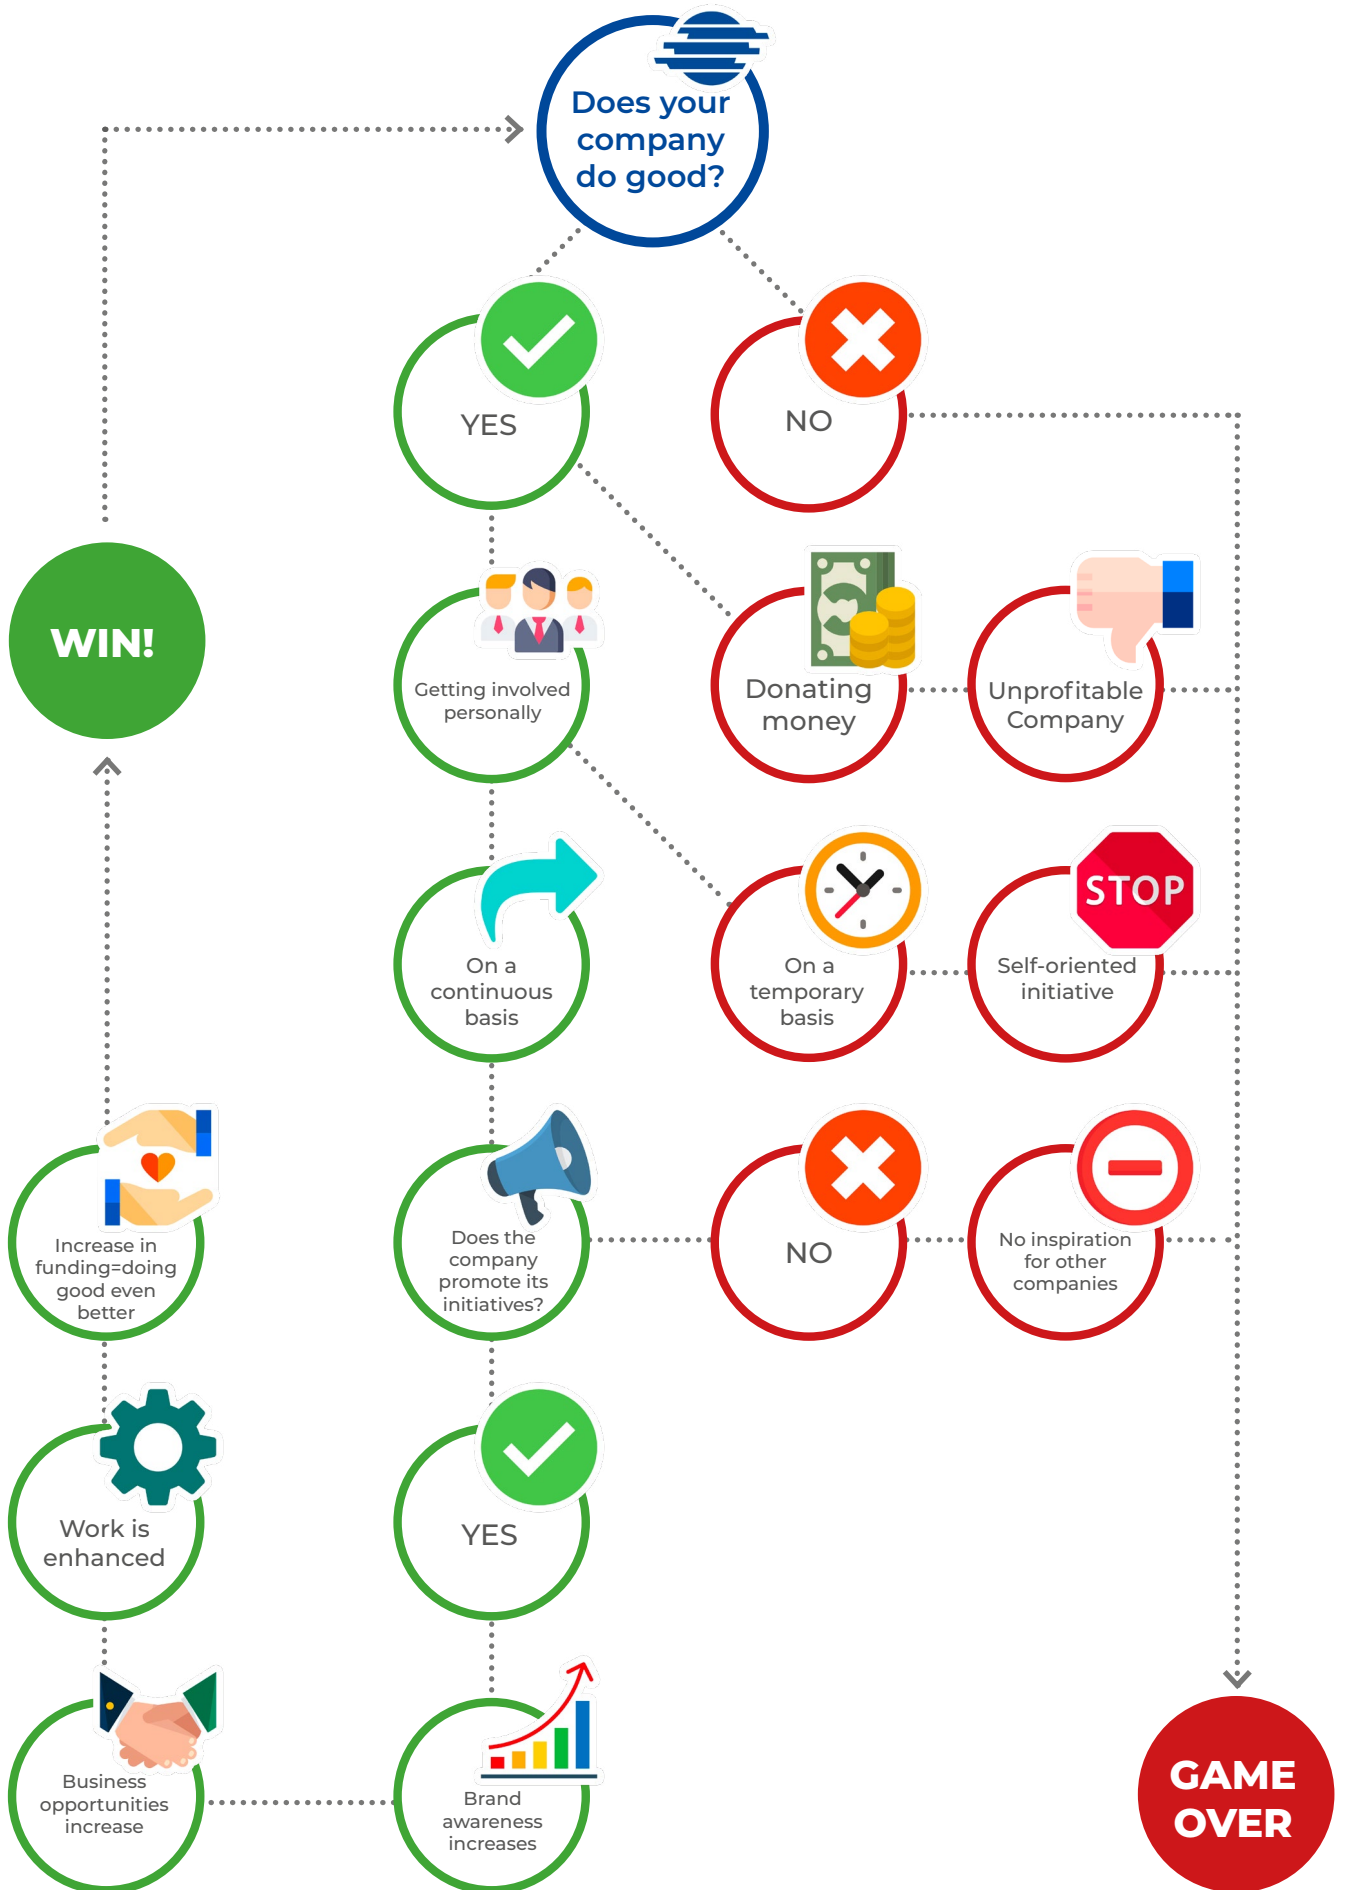 Does your
company
do good?
YES
NO
WIN!
Getting involved
personally
Donating
money
Unprofitable
Company
On a
continuous
basis
On a
temporary
basis
STOP
Self-oriented
initiative
Increase in
funding=doing
good even
better
Does the
company
promote its
initiatives?
NO
No inspiration
for other
companies
Work is
enhanced
YES
Business
opportunities
increase
Brand
awareness
increases
GAME
OVER